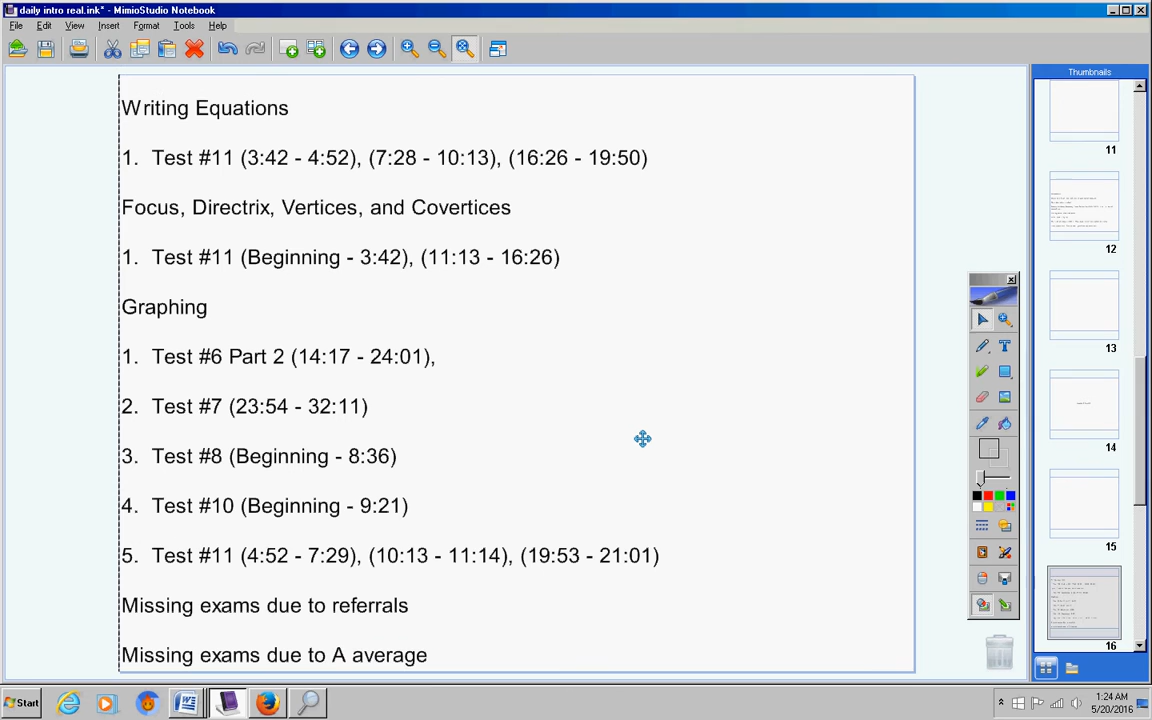 daily intro real.ink* - MimioStudio Notebook
File Edit View Insert Format Tools Help
Writing Equations
1. Test #11 (3:42 - 4:52), (7:28 - 10:13), (16:26 - 19:50)
Focus, Directrix, Vertices, and Covertices
1. Test #11 (Beginning - 3:42), (11:13 - 16:26)
Graphing
1. Test #6 Part 2 (14:17 - 24:01),
2. Test #7 (23:54 - 32:11)
3. Test #8 (Beginning - 8:36)
4. Test #10 (Beginning - 9:21)
5. Test #11 (4:52 - 7:29), (10:13 - 11:14), (19:53 - 21:01)
Missing exams due to referrals
Missing exams due to A average
Thumbnails
11
12
13
14
15
16
Start
1:24 AM
5/20/2016